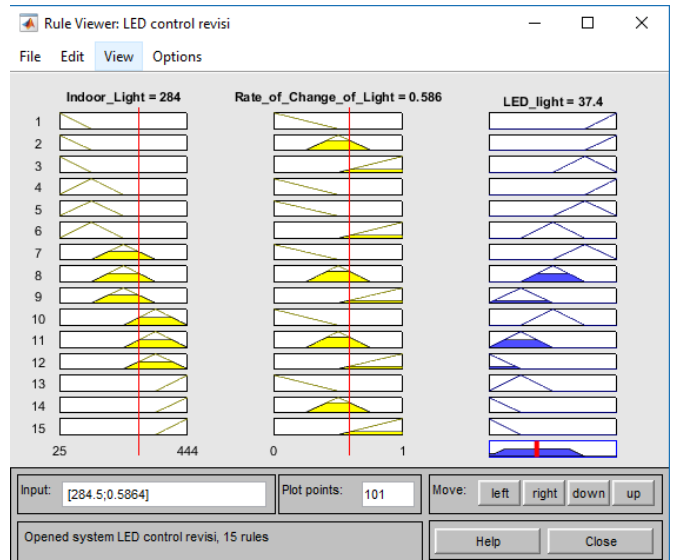 Rule Viewer: LED control revisi
File Edit View Options
Indoor_Light = 284 Rate_of_Change_of_Light = 0.586 LED_light = 37.4
1
2
3
4
5
6
7
8
9
10
11
12
13
14
15
25 444 0 1
Input: [284.5;0.5864] Plot points: 101 Move: left right down up
Opened system LED control revisi, 15 rules Help Close